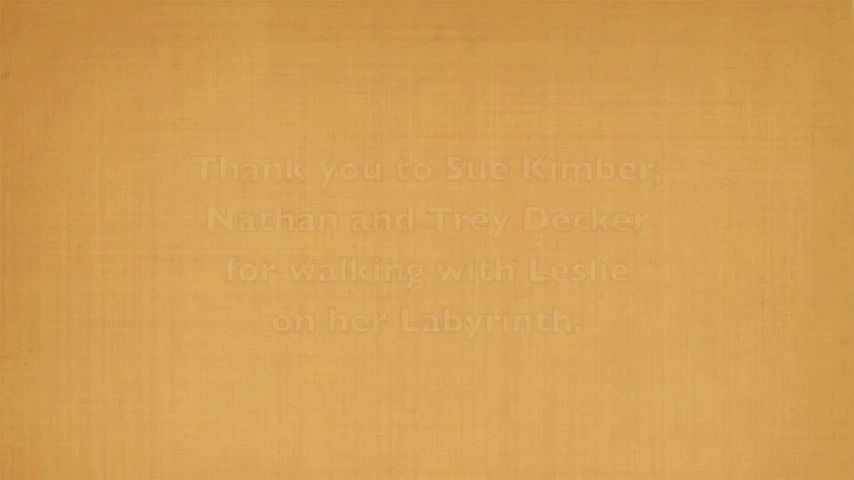 Thank you to Sue Kimber,
Nathan and Trey Decker
for walking with Leslie
on her Labyrinth.